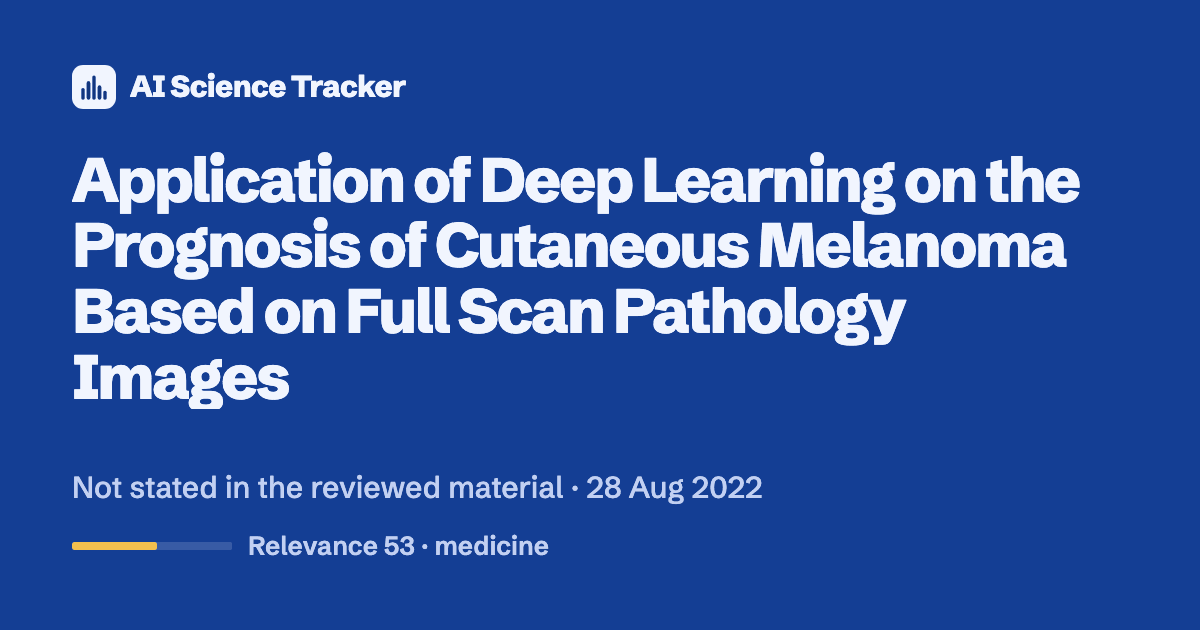 AI Science Tracker
Application of Deep Learning on the
Prognosis of Cutaneous Melanoma
Based on Full Scan Pathology
Images
Not stated in the reviewed material · 28 Aug 2022
Relevance 53 · medicine